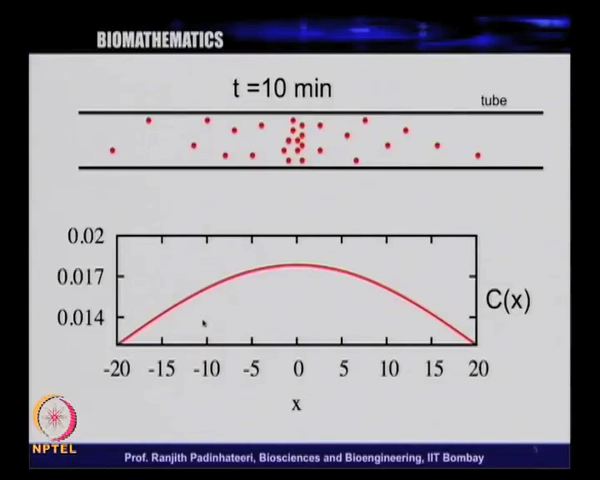 BIOMATHEMATICS
t =10 min
tube
0.02
0.017
0.014
C(x)
-20 -15 -10 -5 0 5 10 15 20
x
NPTEL
Prof. Ranjith Padinhateeri, Biosciences and Bioengineering, IIT Bombay
5